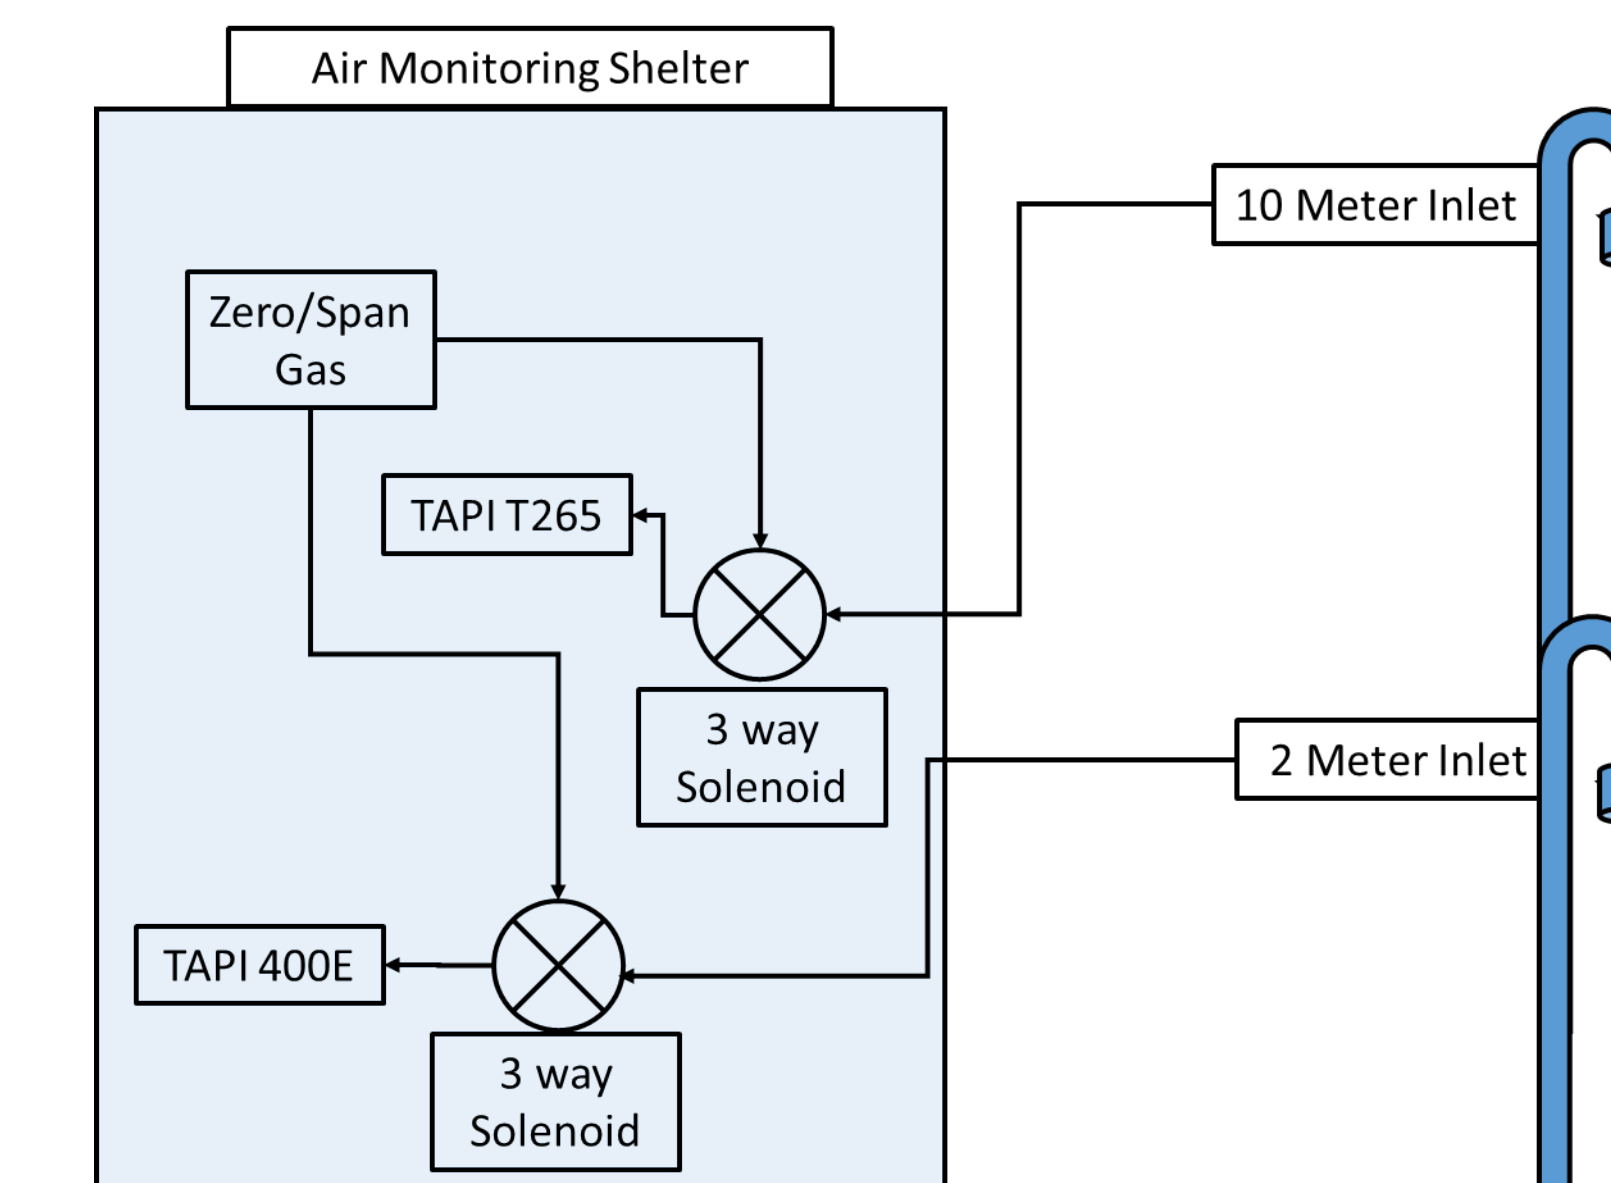 Air Monitoring Shelter
10 Meter Inlet
Zero/Span
Gas
TAPI T265
3 way
Solenoid
2 Meter Inlet
TAPI 400E
3 way
Solenoid